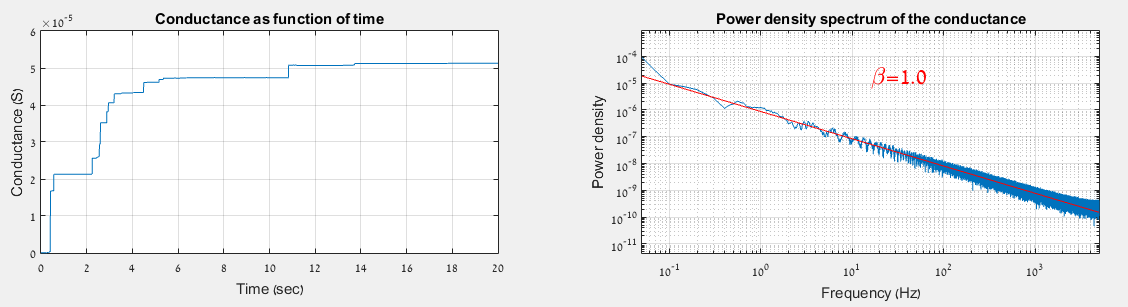 Conductance as function of time
×10⁻⁵
6
5
4
3
2
1
0
0 2 4 6 8 10 12 14 16 18 20
Conductance (S)
Time (sec)
Power density spectrum of the conductance
10⁻⁴
10⁻⁵
10⁻⁶
10⁻⁷
10⁻⁸
10⁻⁹
10⁻¹⁰
10⁻¹¹
10⁻¹ 10⁰ 10¹ 10² 10³
Power density
Frequency (Hz)
β=1.0